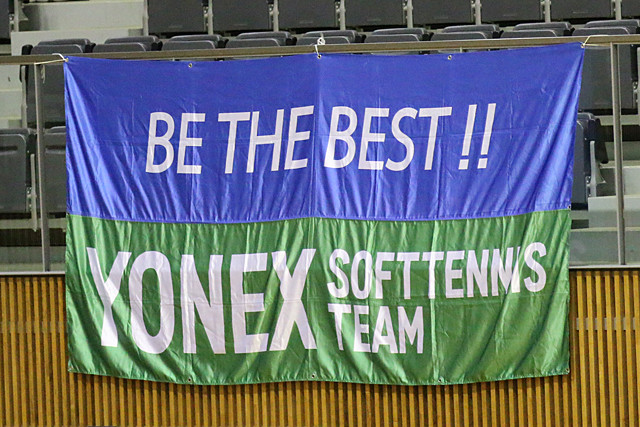 BE THE BEST !!
YONEX SOFTTENNIS
TEAM